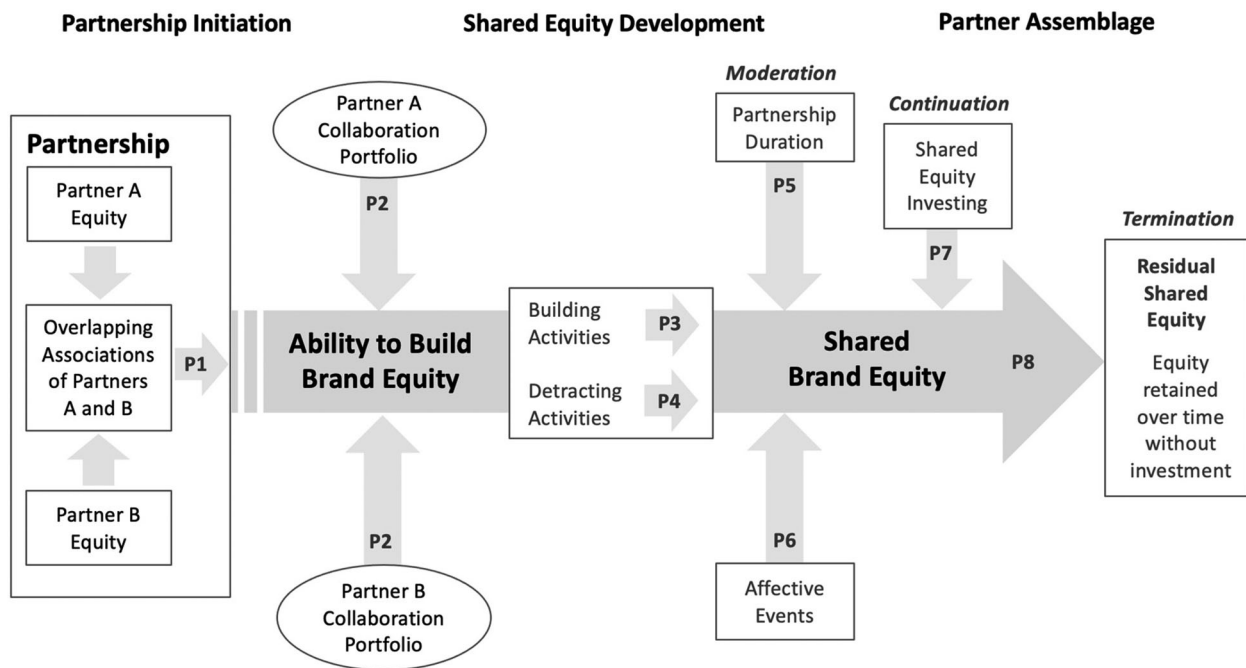 Partnership Initiation
Shared Equity Development
Partner Assemblage
Partnership
Partner A
Equity
Overlapping
Associations
of Partners
A and B
Partner B
Equity
P1
Partner A
Collaboration
Portfolio
P2
Ability to Build
Brand Equity
P2
Partner B
Collaboration
Portfolio
Building
Activities
P3
Detracting
Activities
P4
Moderation
Partnership
Duration
P5
Shared
Brand Equity
P6
Affective
Events
Continuation
Shared
Equity
Investing
P7
P8
Termination
Residual
Shared
Equity
Equity
retained
over time
without
investment